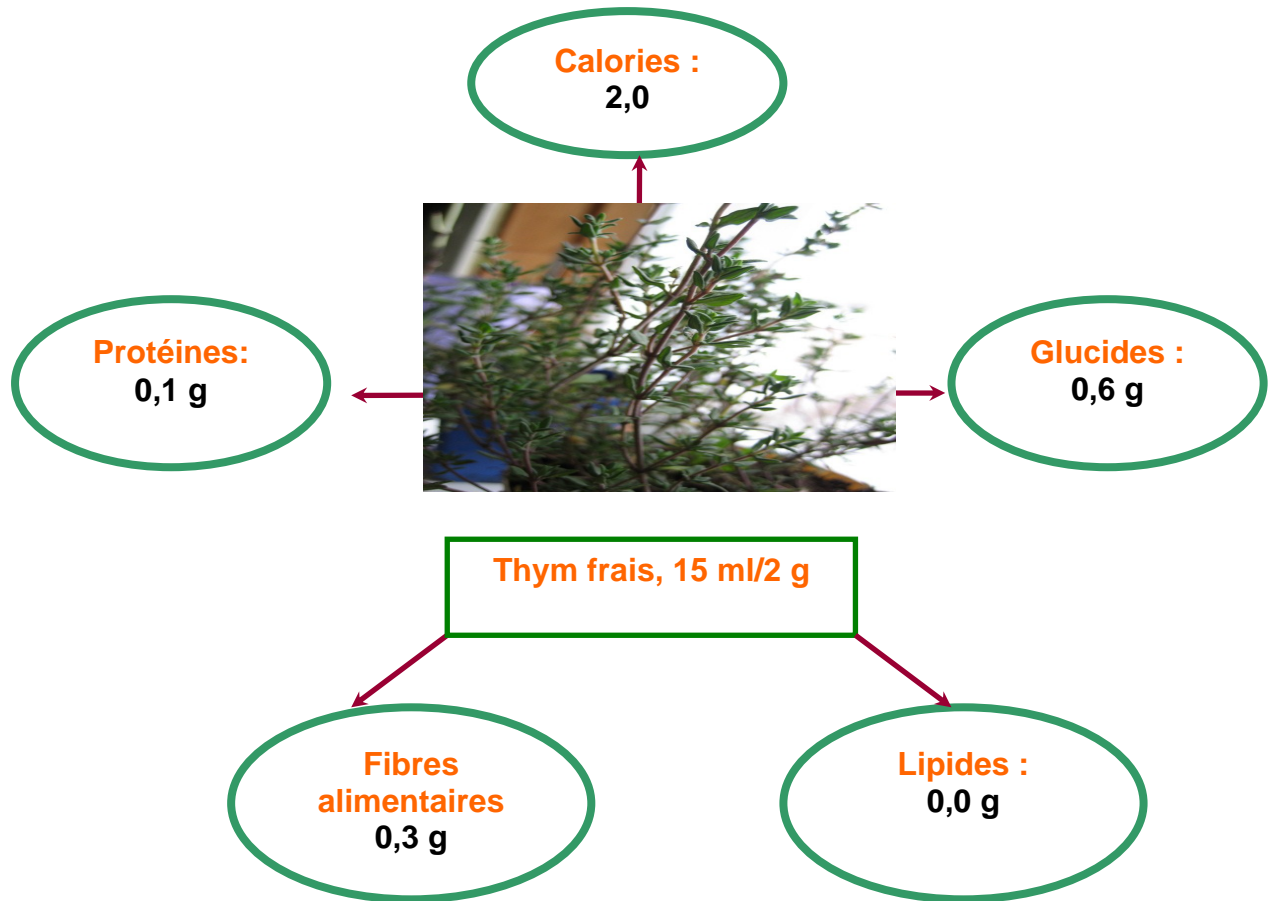 Calories :
2,0
Protéines:
0,1 g
Glucides :
0,6 g
Thym frais, 15 ml/2 g
Fibres
alimentaires
0,3 g
Lipides :
0,0 g